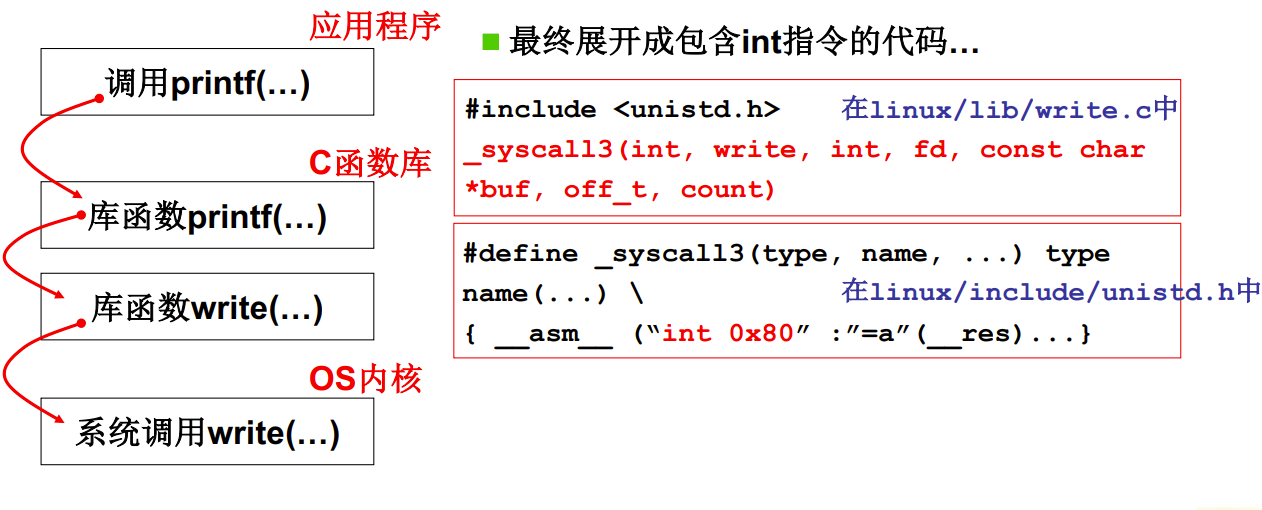 应用程序
调用printf(…)
C函数库
库函数printf(…)
库函数write(…)
OS内核
系统调用write(…)
最终展开成包含int指令的代码…
#include <unistd.h> 在linux/lib/write.c中
_syscall3(int, write, int, fd, const char
*buf, off_t, count)
#define _syscall3(type, name, ...) type
name(...) \ 在linux/include/unistd.h中
{ __asm__ (“int 0x80” :”=a”(__res)...}